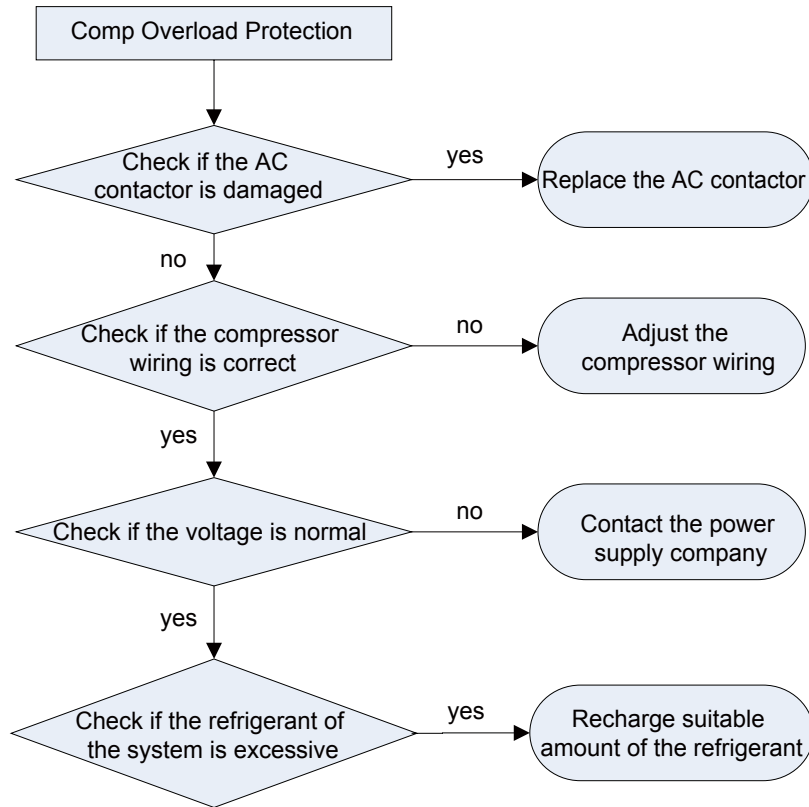 Comp Overload Protection
Check if the AC
contactor is damaged
yes
Replace the AC contactor
no
Check if the compressor
wiring is correct
no
Adjust the
compressor wiring
yes
Check if the voltage is normal
no
Contact the power
supply company
yes
Check if the refrigerant of
the system is excessive
yes
Recharge suitable
amount of the refrigerant